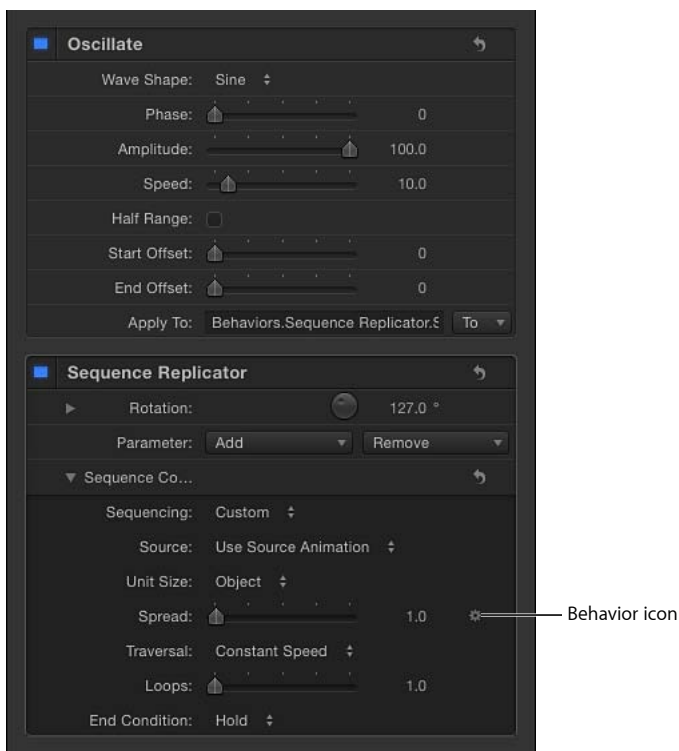 Oscillate
Wave Shape: Sine
Phase: 0
Amplitude: 100.0
Speed: 10.0
Half Range:
Start Offset: 0
End Offset: 0
Apply To: Behaviors.Sequence Replicator.S To
Sequence Replicator
Rotation: 127.0 °
Parameter: Add Remove
Sequence Co...
Sequencing: Custom
Source: Use Source Animation
Unit Size: Object
Spread: 1.0 Behavior icon
Traversal: Constant Speed
Loops: 1.0
End Condition: Hold